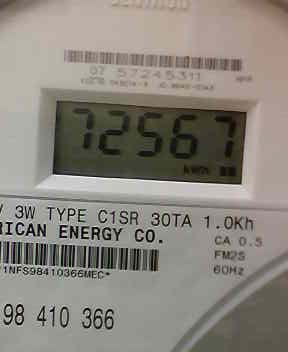 07 57245311
72567
kWh
V 3W TYPE C1SR 30TA 1.0Kh
RICAN ENERGY CO.
CA 0.5
FM2S
60Hz
1NFS98410366MEC*
98 410 366